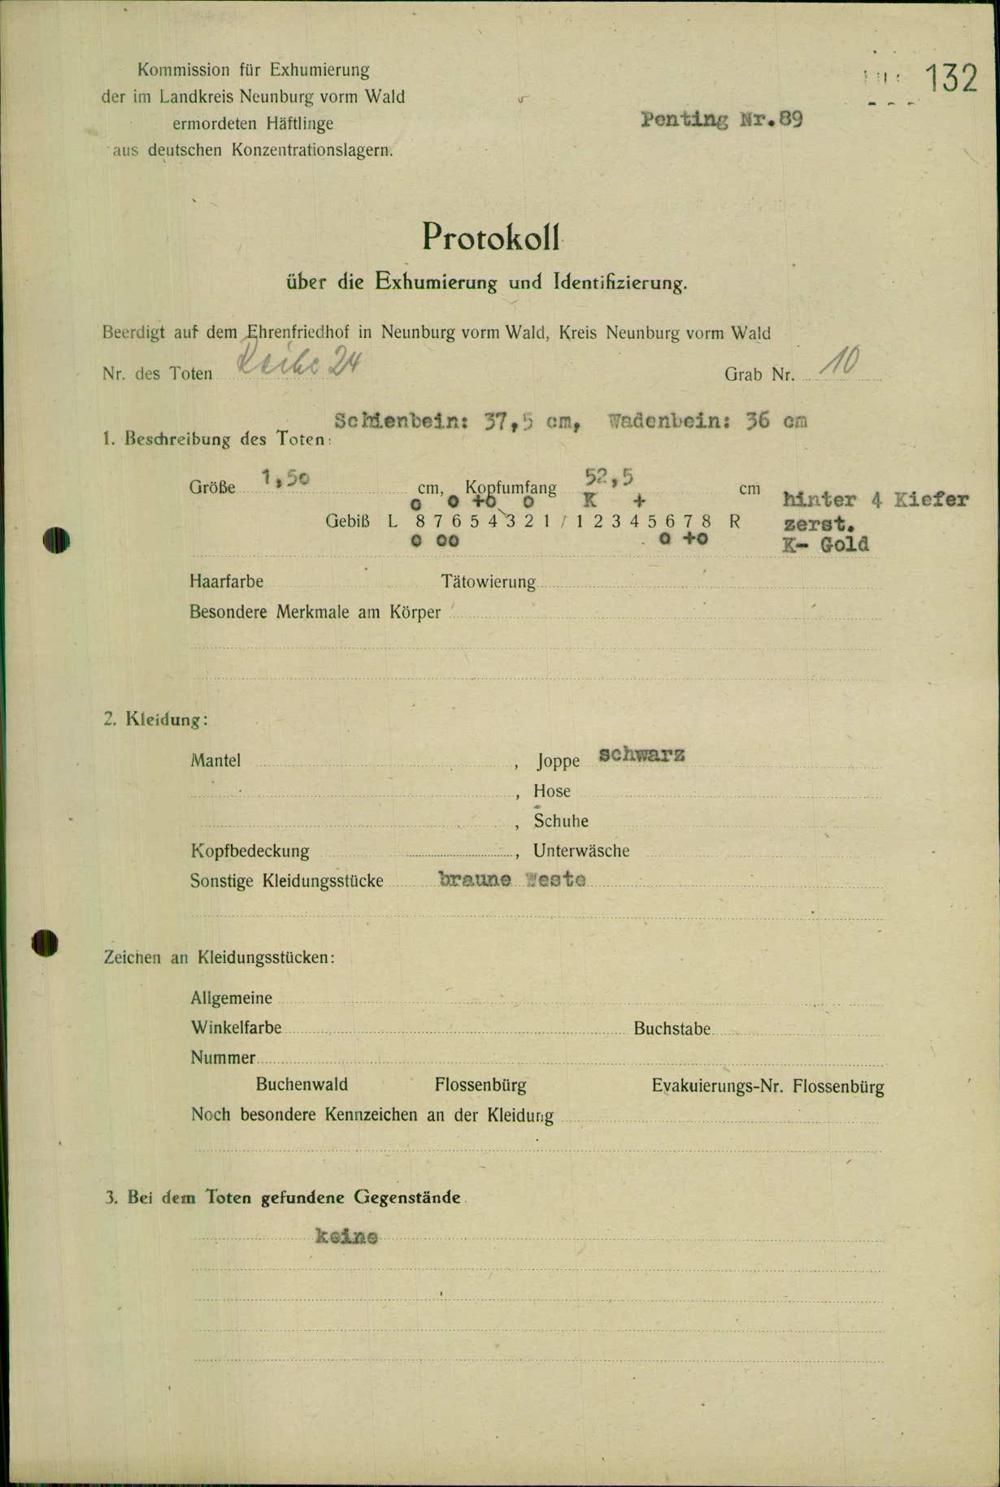 Kommission für Exhumierung
der im Landkreis Neunburg vorm Wald
ermordeten Häftlinge
aus deutschen Konzentrationslagern.
132
Penting Nr.89
Protokoll
über die Exhumierung und Identifizierung.
Beerdigt auf dem Ehrenfriedhof in Neunburg vorm Wald, Kreis Neunburg vorm Wald
Nr. des Toten Reihe 24 Grab Nr. 10
Schienbein: 37,5 cm, Wadenbein: 36 cm
1. Beschreibung des Toten:
Größe 1,50 cm, Kopfumfang 52,5 cm
o o +o o K + hinter 4 Kiefer
Gebiß L 8 7 6 5 4 3 2 1 / 1 2 3 4 5 6 7 8 R zerst.
o oo o +o K- Gold
Haarfarbe Tätowierung
Besondere Merkmale am Körper
2. Kleidung:
Mantel , Joppe schwarz
, Hose
, Schuhe
Kopfbedeckung , Unterwäsche
Sonstige Kleidungsstücke braune Weste
Zeichen an Kleidungsstücken:
Allgemeine
Winkelfarbe Buchstabe
Nummer
Buchenwald Flossenbürg Evakuierungs-Nr. Flossenbürg
Noch besondere Kennzeichen an der Kleidung
3. Bei dem Toten gefundene Gegenstände
keine